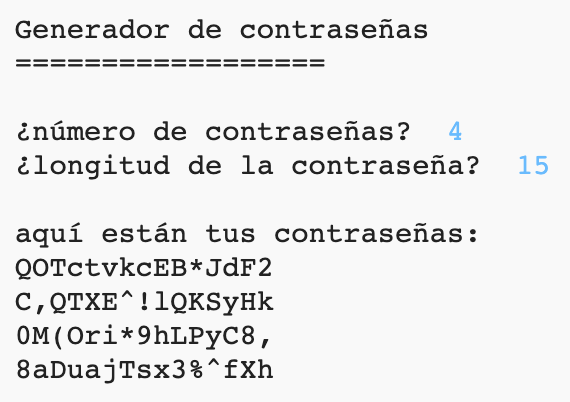 Generador de contraseñas
==================
¿número de contraseñas?  4
¿longitud de la contraseña?  15
aquí están tus contraseñas:
QOTctvkcEB*JdF2
C,QTXE^!lQKSyHk
0M(Ori*9hLPyC8,
8aDuajTsx3%^fXh